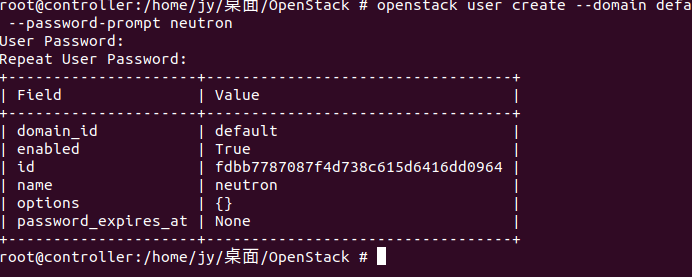 root@controller:/home/jy/桌面/OpenStack # openstack user create --domain defa
 --password-prompt neutron
User Password:
Repeat User Password:
+---------------------+----------------------------------+
| Field               | Value                            |
+---------------------+----------------------------------+
| domain_id           | default                          |
| enabled             | True                             |
| id                  | fdbb7787087f4d738c615d6416dd0964 |
| name                | neutron                          |
| options             | {}                               |
| password_expires_at | None                             |
+---------------------+----------------------------------+
root@controller:/home/jy/桌面/OpenStack #